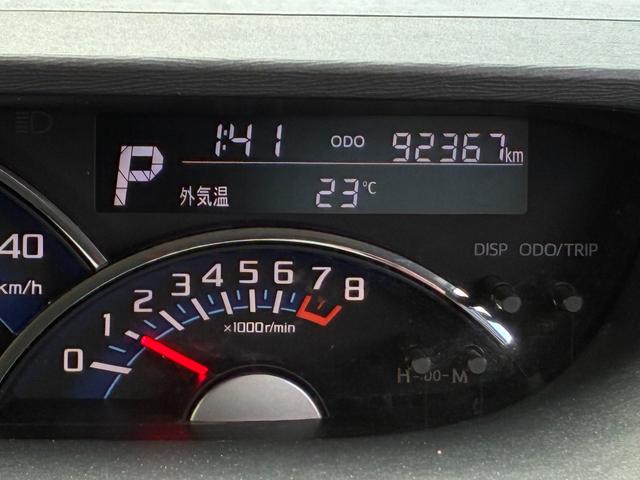 P 1:41 ODO 92367km
外気温 23℃
40
km/h
DISP ODO/TRIP
0 1 2 3 4 5 6 7 8
×1000r/min
H -:00- M